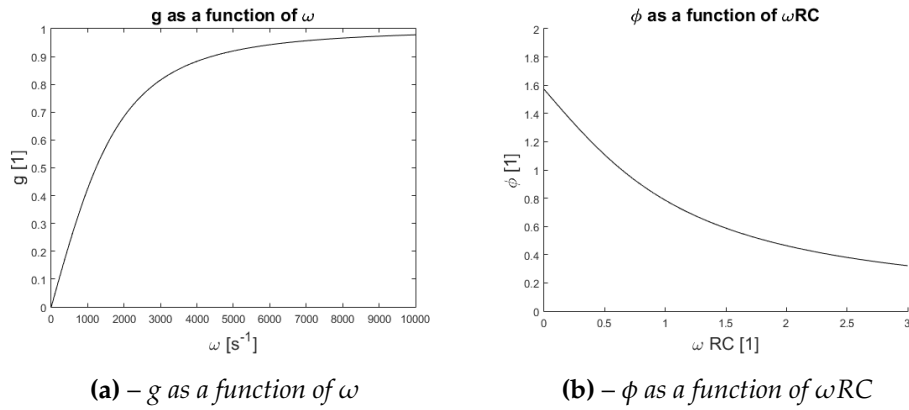 g as a function of ω
1
0.9
0.8
0.7
0.6
0.5
0.4
0.3
0.2
0.1
0
g [1]
0 1000 2000 3000 4000 5000 6000 7000 8000 9000 10000
ω [s⁻¹]
(a) – g as a function of ω
ϕ as a function of ωRC
2
1.8
1.6
1.4
1.2
1
0.8
0.6
0.4
0.2
0
ϕ [1]
0 0.5 1 1.5 2 2.5 3
ω RC [1]
(b) – ϕ as a function of ωRC